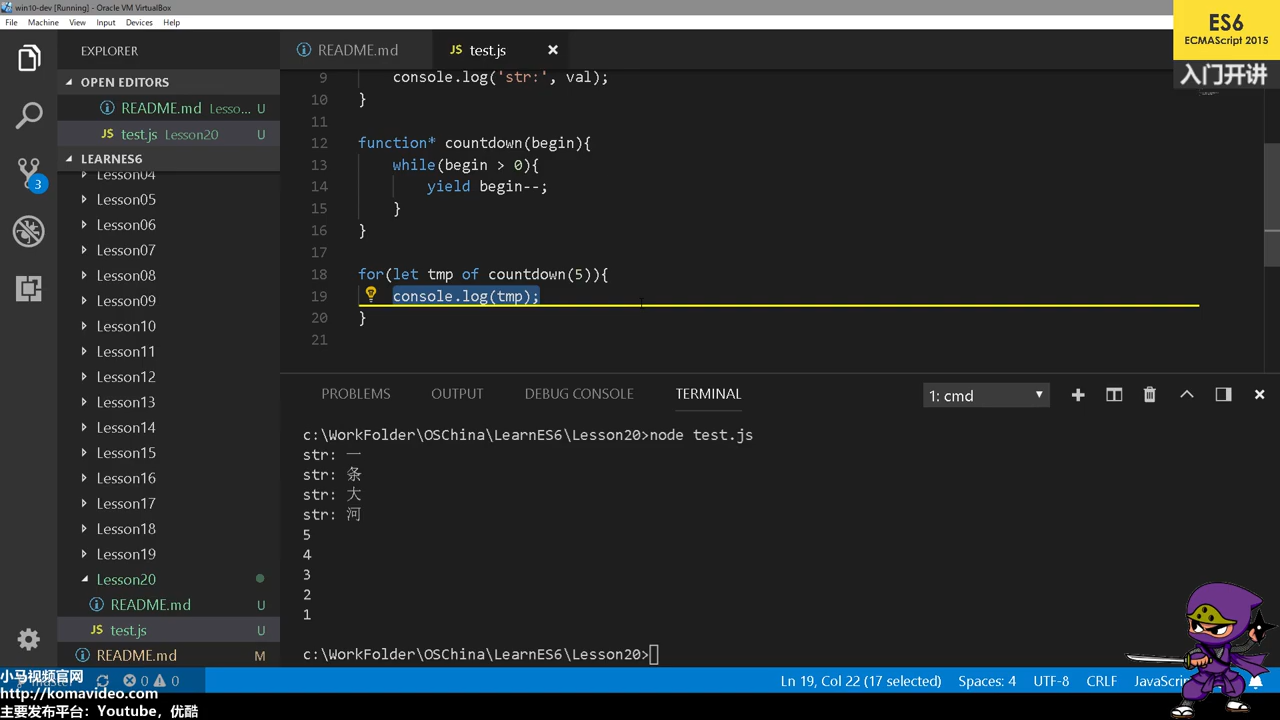 win10-dev [Running] - Oracle VM VirtualBox
File Machine View Input Devices Help
ES6
ECMAScript 2015
入门开讲
EXPLORER
OPEN EDITORS
README.md Lesso... U
JS test.js Lesson20 U
LEARNES6
Lesson04
Lesson05
Lesson06
Lesson07
Lesson08
Lesson09
Lesson10
Lesson11
Lesson12
Lesson13
Lesson14
Lesson15
Lesson16
Lesson17
Lesson18
Lesson19
Lesson20
README.md U
JS test.js U
README.md M
3
README.md JS test.js
9 console.log('str:', val);
10 }
11
12 function* countdown(begin){
13 while(begin > 0){
14 yield begin--;
15 }
16 }
17
18 for(let tmp of countdown(5)){
19 console.log(tmp);
20 }
21
PROBLEMS OUTPUT DEBUG CONSOLE TERMINAL 1: cmd
c:\WorkFolder\OSChina\LearnES6\Lesson20>node test.js
str: 一
str: 条
str: 大
str: 河
5
4
3
2
1
c:\WorkFolder\OSChina\LearnES6\Lesson20>
0 0 Ln 19, Col 22 (17 selected) Spaces: 4 UTF-8 CRLF
小马视频官网
http://komavideo.com
主要发布平台：Youtube，优酷